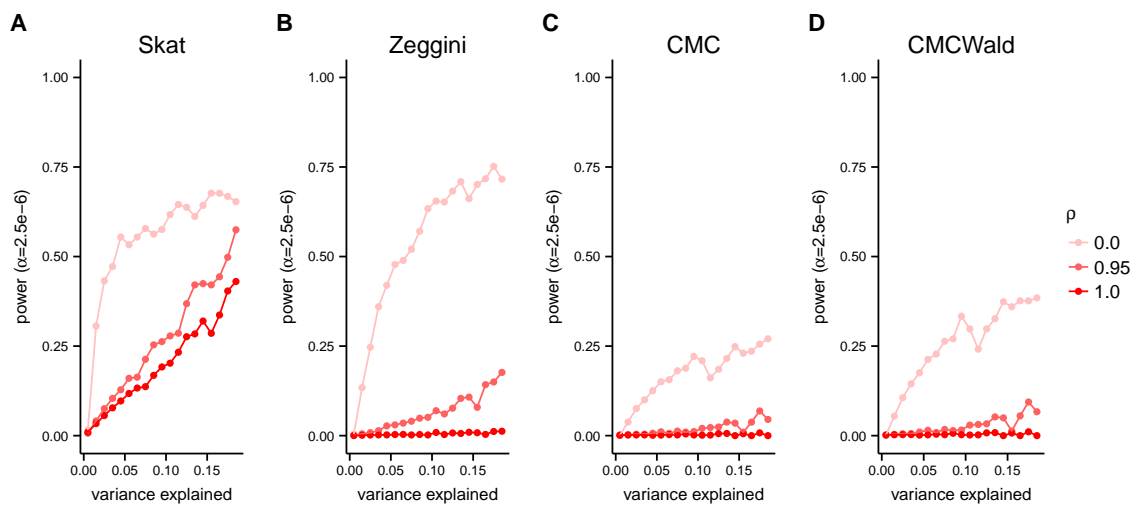 A
Skat
power (α=2.5e−6)
1.00
0.75
0.50
0.25
0.00
0.00 0.05 0.10 0.15
variance explained
B
Zeggini
power (α=2.5e−6)
1.00
0.75
0.50
0.25
0.00
0.00 0.05 0.10 0.15
variance explained
C
CMC
power (α=2.5e−6)
1.00
0.75
0.50
0.25
0.00
0.00 0.05 0.10 0.15
variance explained
D
CMCWald
power (α=2.5e−6)
1.00
0.75
0.50
0.25
0.00
0.00 0.05 0.10 0.15
variance explained
ρ
0.0
0.95
1.0